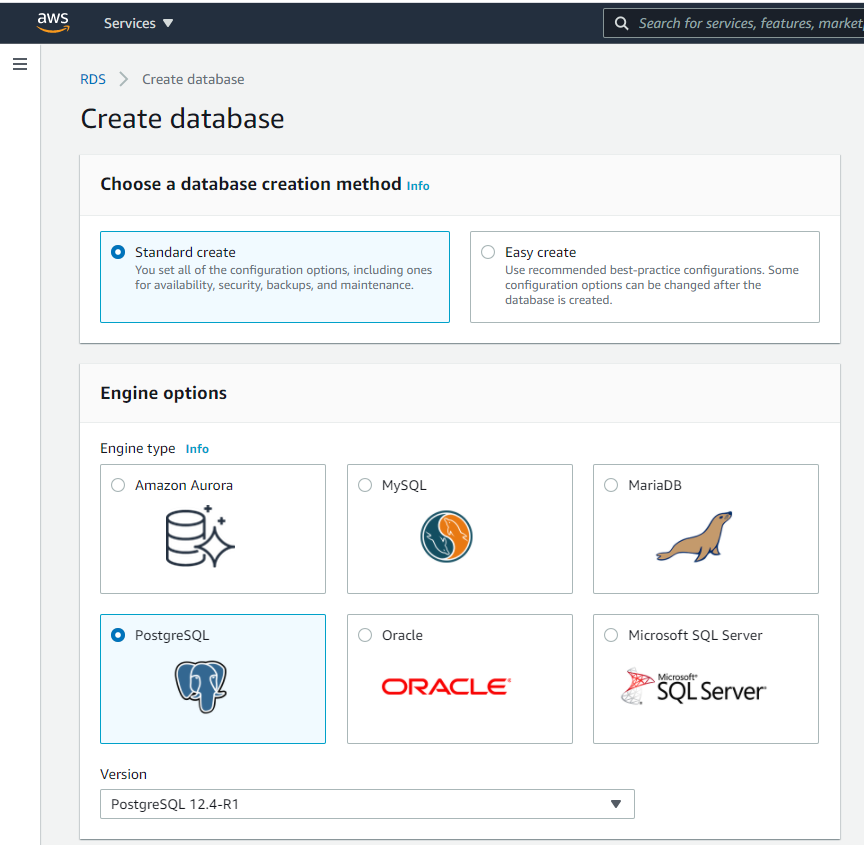 aws Services Search for services, features, market
RDS Create database
Create database
Choose a database creation method Info
Standard create
You set all of the configuration options, including ones
for availability, security, backups, and maintenance.
Easy create
Use recommended best-practice configurations. Some
configuration options can be changed after the
database is created.
Engine options
Engine type Info
Amazon Aurora
MySQL
MariaDB
PostgreSQL
Oracle
ORACLE
Microsoft SQL Server
Microsoft
SQL Server
Version
PostgreSQL 12.4-R1